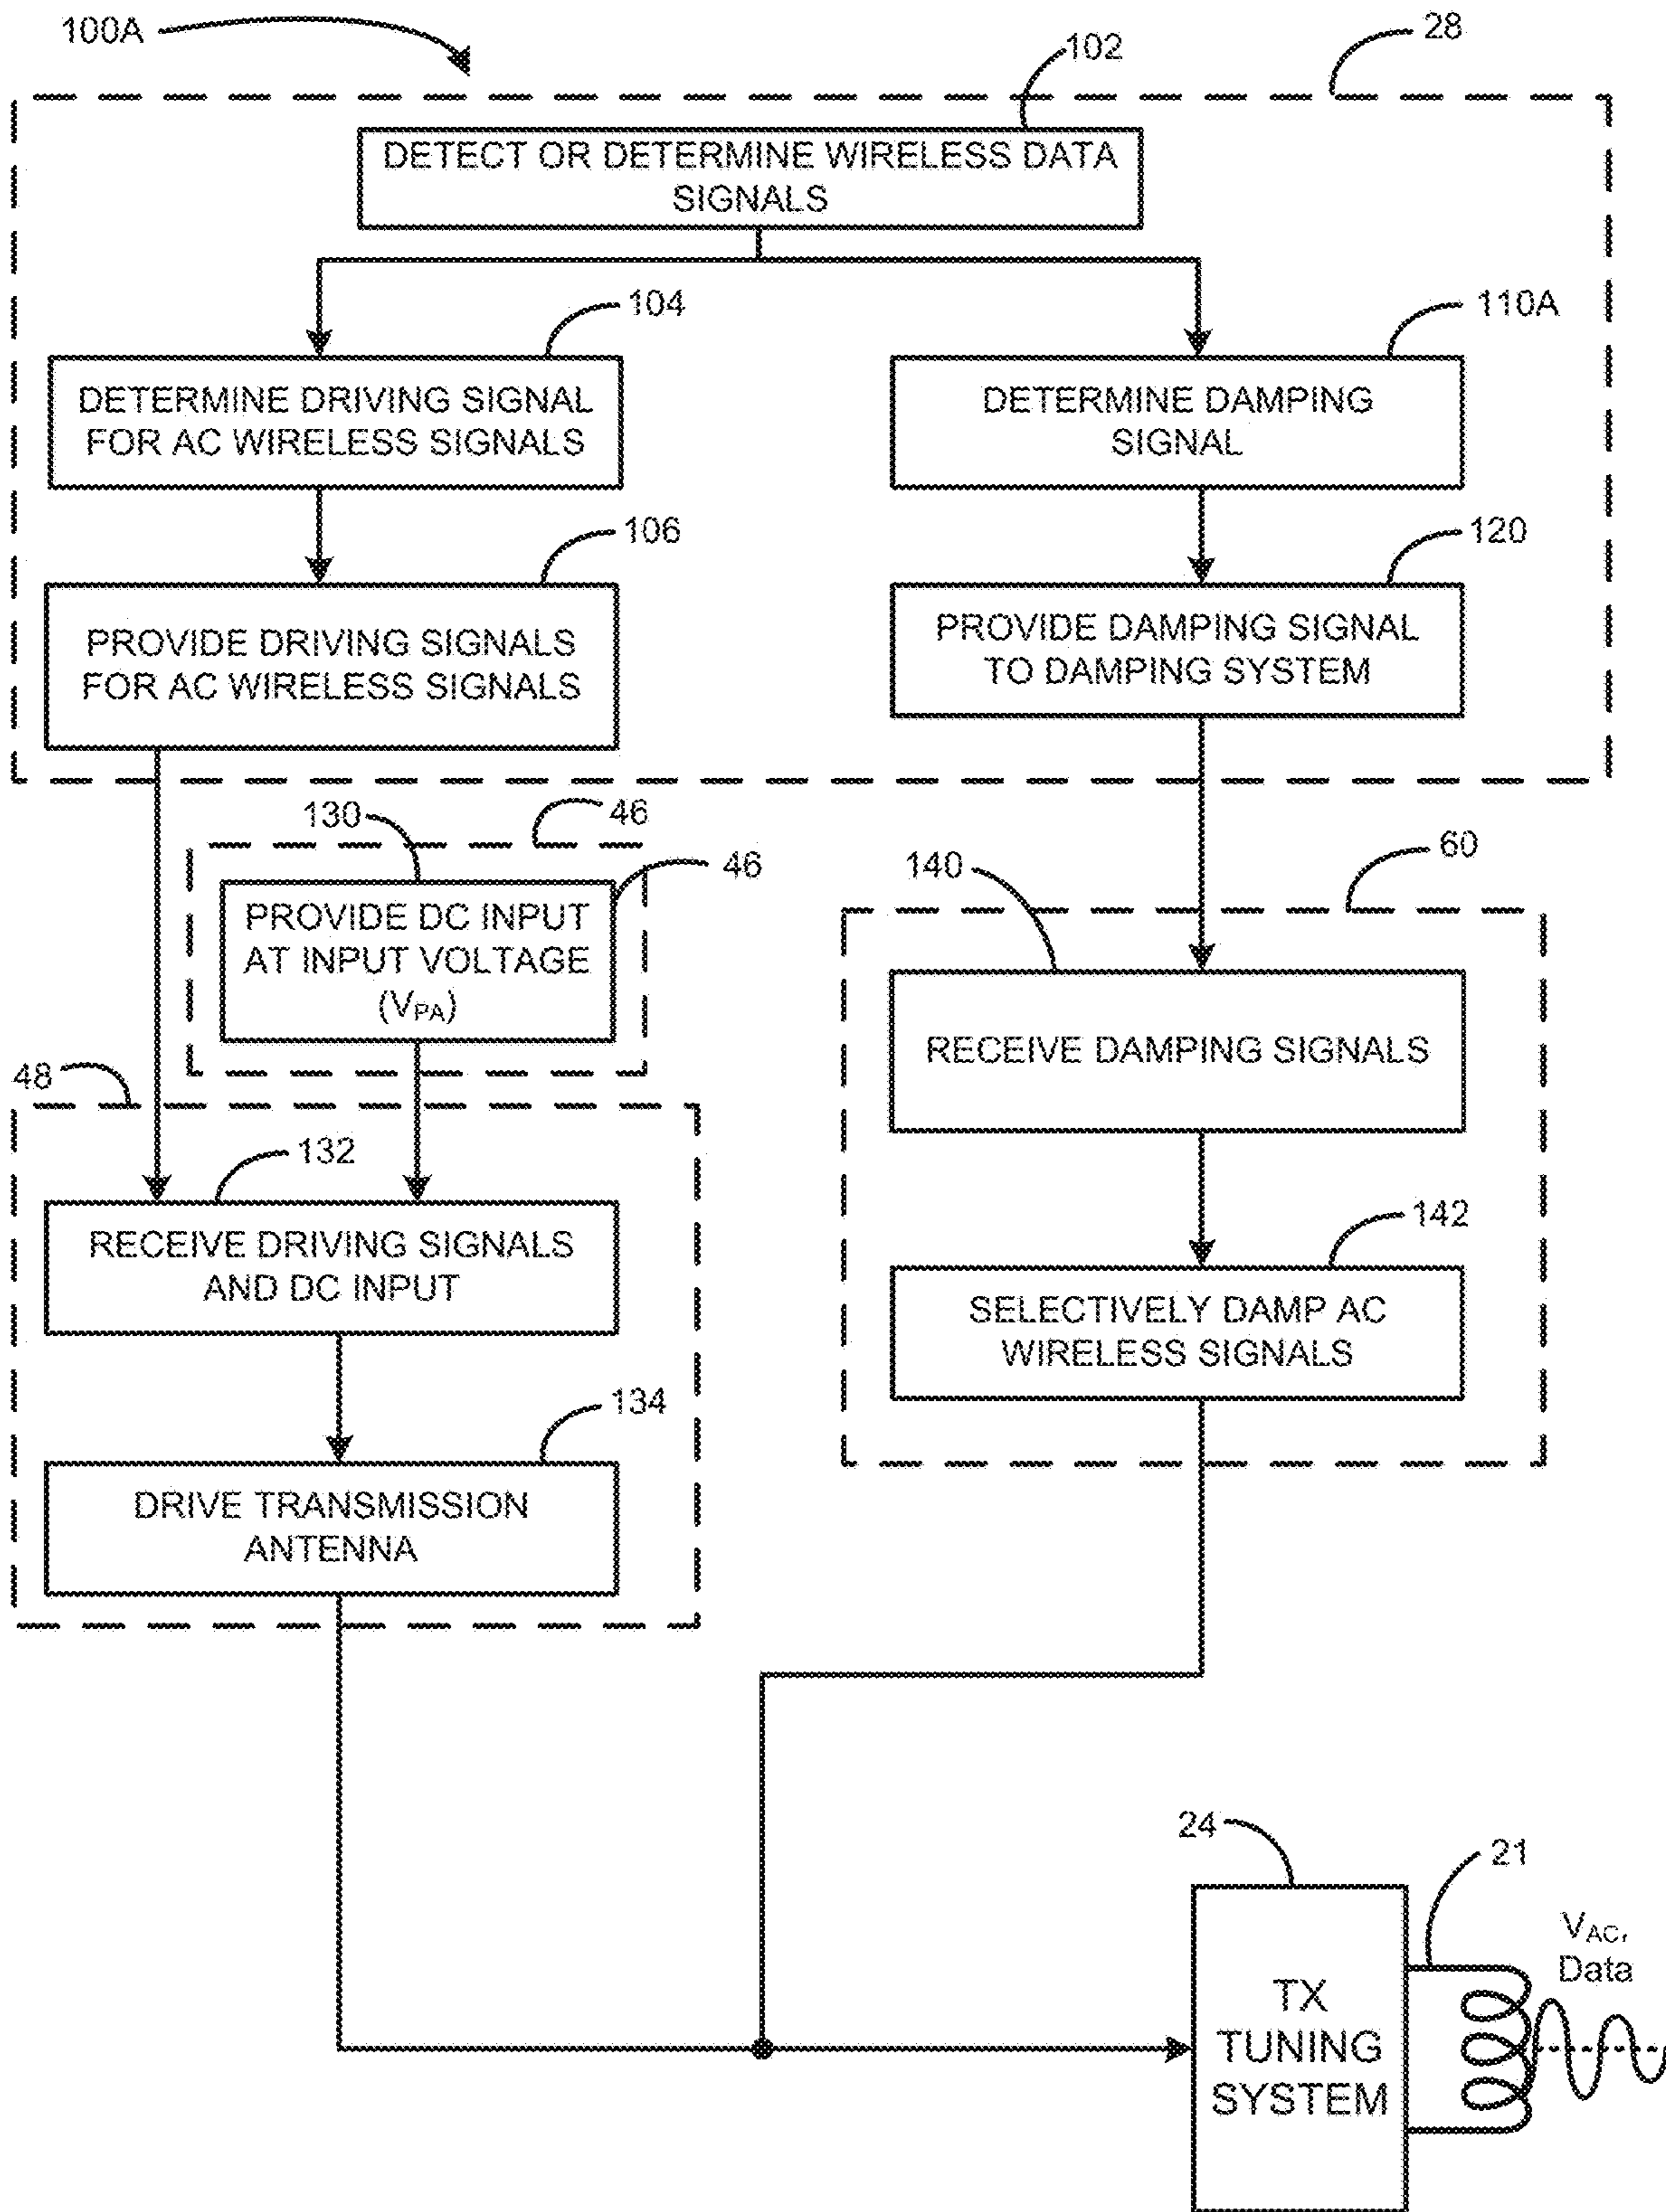 100A
28
102
DETECT OR DETERMINE WIRELESS DATA
SIGNALS
104
110A
DETERMINE DRIVING SIGNAL
FOR AC WIRELESS SIGNALS
DETERMINE DAMPING
SIGNAL
106
120
PROVIDE DRIVING SIGNALS
FOR AC WIRELESS SIGNALS
PROVIDE DAMPING SIGNAL
TO DAMPING SYSTEM
130
46
46
PROVIDE DC INPUT
AT INPUT VOLTAGE
(VPA)
140
60
RECEIVE DAMPING SIGNALS
48
132
RECEIVE DRIVING SIGNALS
AND DC INPUT
142
SELECTIVELY DAMP AC
WIRELESS SIGNALS
134
DRIVE TRANSMISSION
ANTENNA
24
21
VAC,
Data
TX
TUNING
SYSTEM